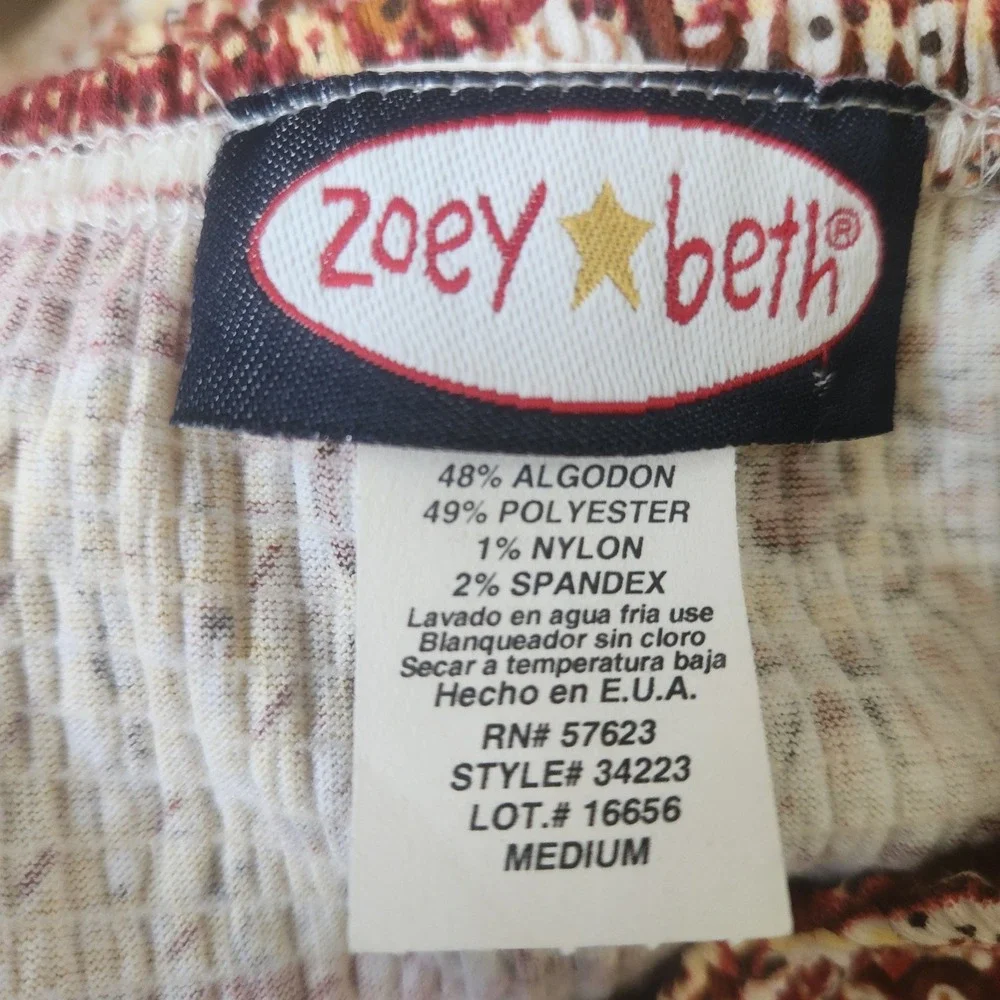 zoey beth®
48% ALGODON
49% POLYESTER
1% NYLON
2% SPANDEX
Lavado en agua fria use
Blanqueador sin cloro
Secar a temperatura baja
Hecho en E.U.A.
RN# 57623
STYLE# 34223
LOT.# 16656
MEDIUM